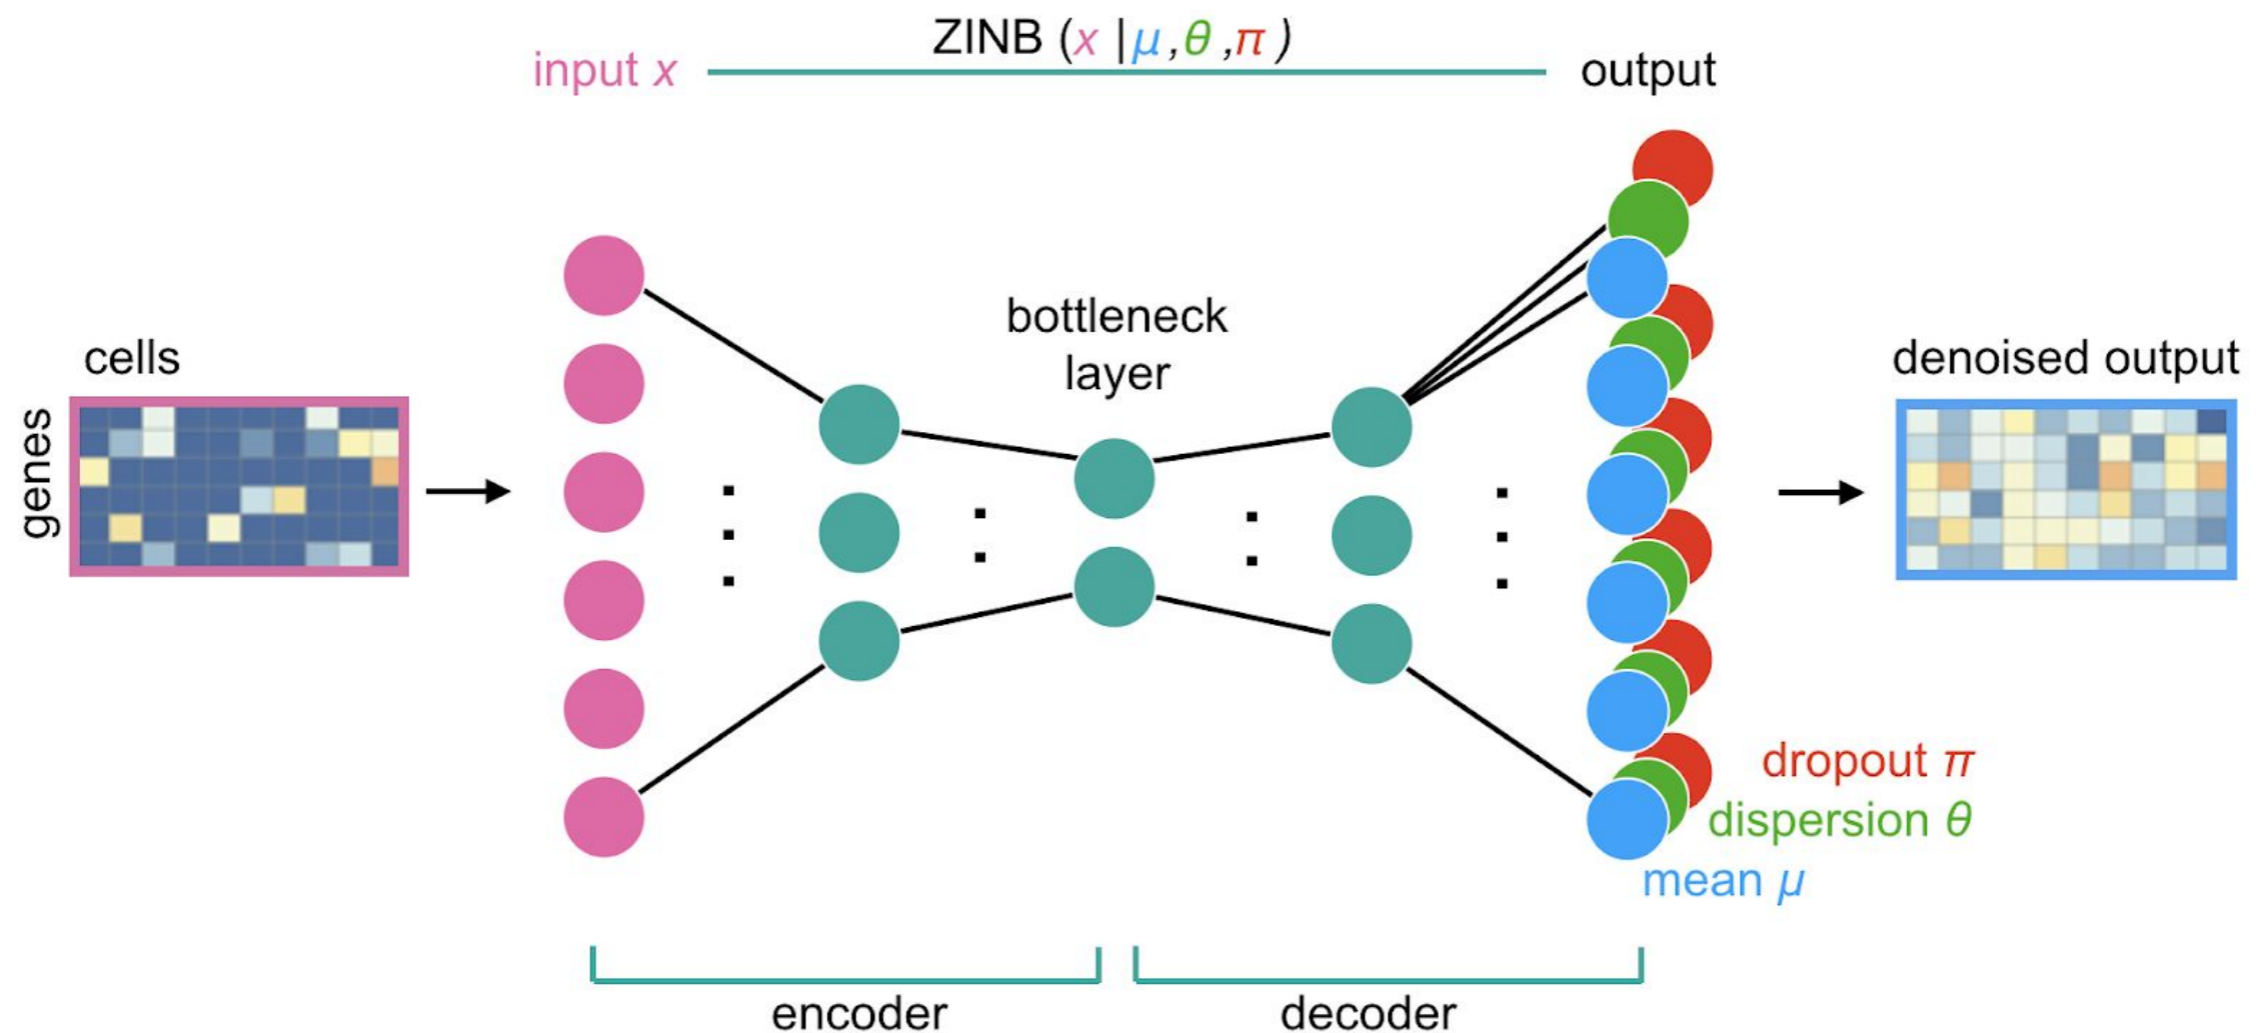 ZINB (x |μ,θ,π)
input x
output
bottleneck
layer
cells
genes
denoised output
dropout π
dispersion θ
mean μ
encoder
decoder